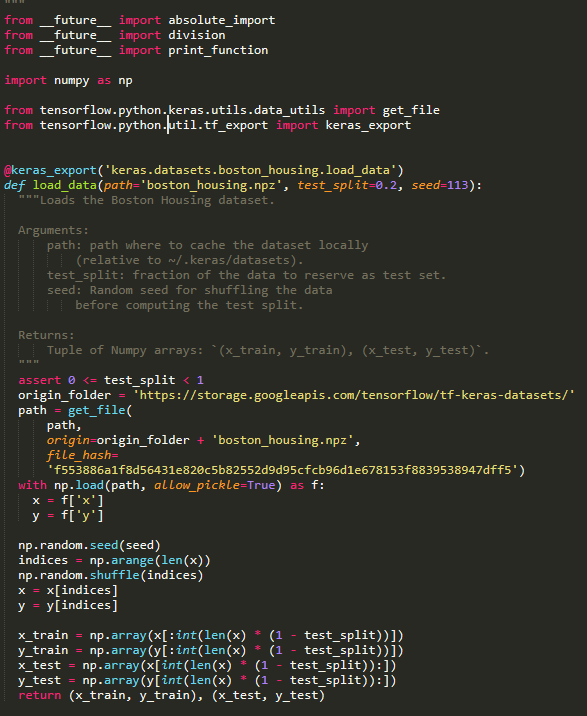 """
from __future__ import absolute_import
from __future__ import division
from __future__ import print_function
import numpy as np
from tensorflow.python.keras.utils.data_utils import get_file
from tensorflow.python.util.tf_export import keras_export
@keras_export('keras.datasets.boston_housing.load_data')
def load_data(path='boston_housing.npz', test_split=0.2, seed=113):
"""Loads the Boston Housing dataset.
Arguments:
path: path where to cache the dataset locally
(relative to ~/.keras/datasets).
test_split: fraction of the data to reserve as test set.
seed: Random seed for shuffling the data
before computing the test split.
Returns:
Tuple of Numpy arrays: `(x_train, y_train), (x_test, y_test)`.
"""
assert 0 <= test_split < 1
origin_folder = 'https://storage.googleapis.com/tensorflow/tf-keras-datasets/'
path = get_file(
path,
origin=origin_folder + 'boston_housing.npz',
file_hash=
'f553886a1f8d56431e820c5b82552d9d95cfcb96d1e678153f8839538947dff5')
with np.load(path, allow_pickle=True) as f:
x = f['x']
y = f['y']
np.random.seed(seed)
indices = np.arange(len(x))
np.random.shuffle(indices)
x = x[indices]
y = y[indices]
x_train = np.array(x[:int(len(x) * (1 - test_split))])
y_train = np.array(y[:int(len(x) * (1 - test_split))])
x_test = np.array(x[int(len(x) * (1 - test_split)):])
y_test = np.array(y[int(len(x) * (1 - test_split)):])
return (x_train, y_train), (x_test, y_test)